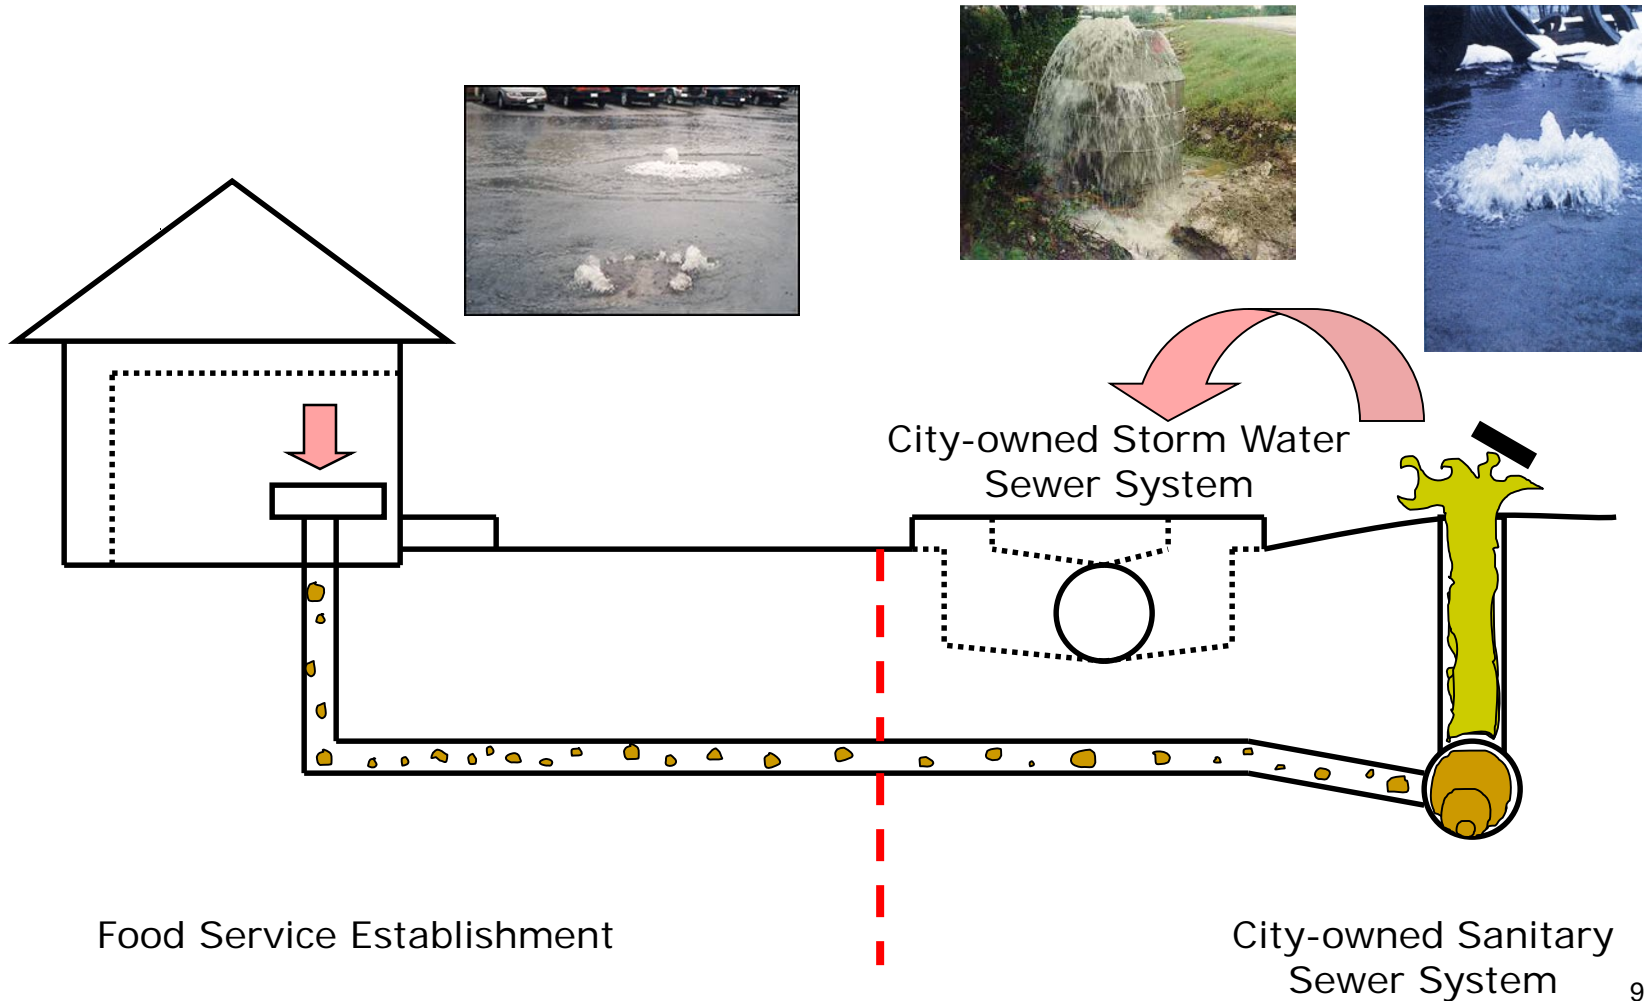 City-owned Storm Water
Sewer System
Food Service Establishment
City-owned Sanitary
Sewer System
9